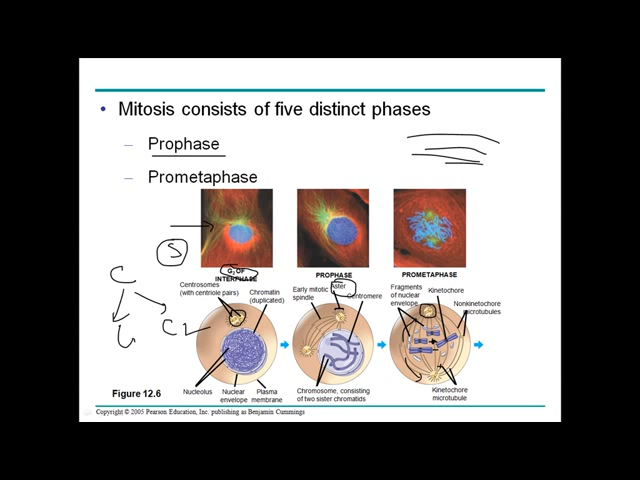 • Mitosis consists of five distinct phases
– Prophase
– Prometaphase
S
G2 OF INTERPHASE
PROPHASE
PROMETAPHASE
C
Centrosomes
(with centriole pairs)
Chromatin
(duplicated)
Early mitotic
spindle
Aster
Centromere
Fragments
of nuclear
envelope
Kinetochore
Nonkinetochore
microtubules
Nucleolus
Nuclear
envelope
Plasma
membrane
Chromosome, consisting
of two sister chromatids
Kinetochore
microtubule
Figure 12.6
Copyright © 2005 Pearson Education, Inc. publishing as Benjamin Cummings